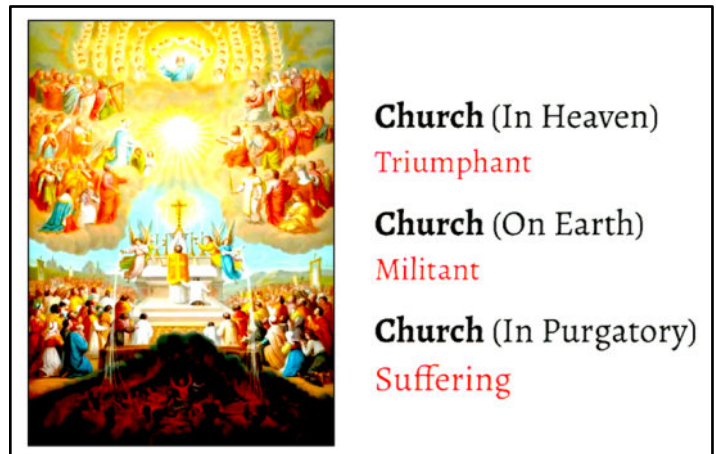 Church (In Heaven)
Triumphant
Church (On Earth)
Militant
Church (In Purgatory)
Suffering